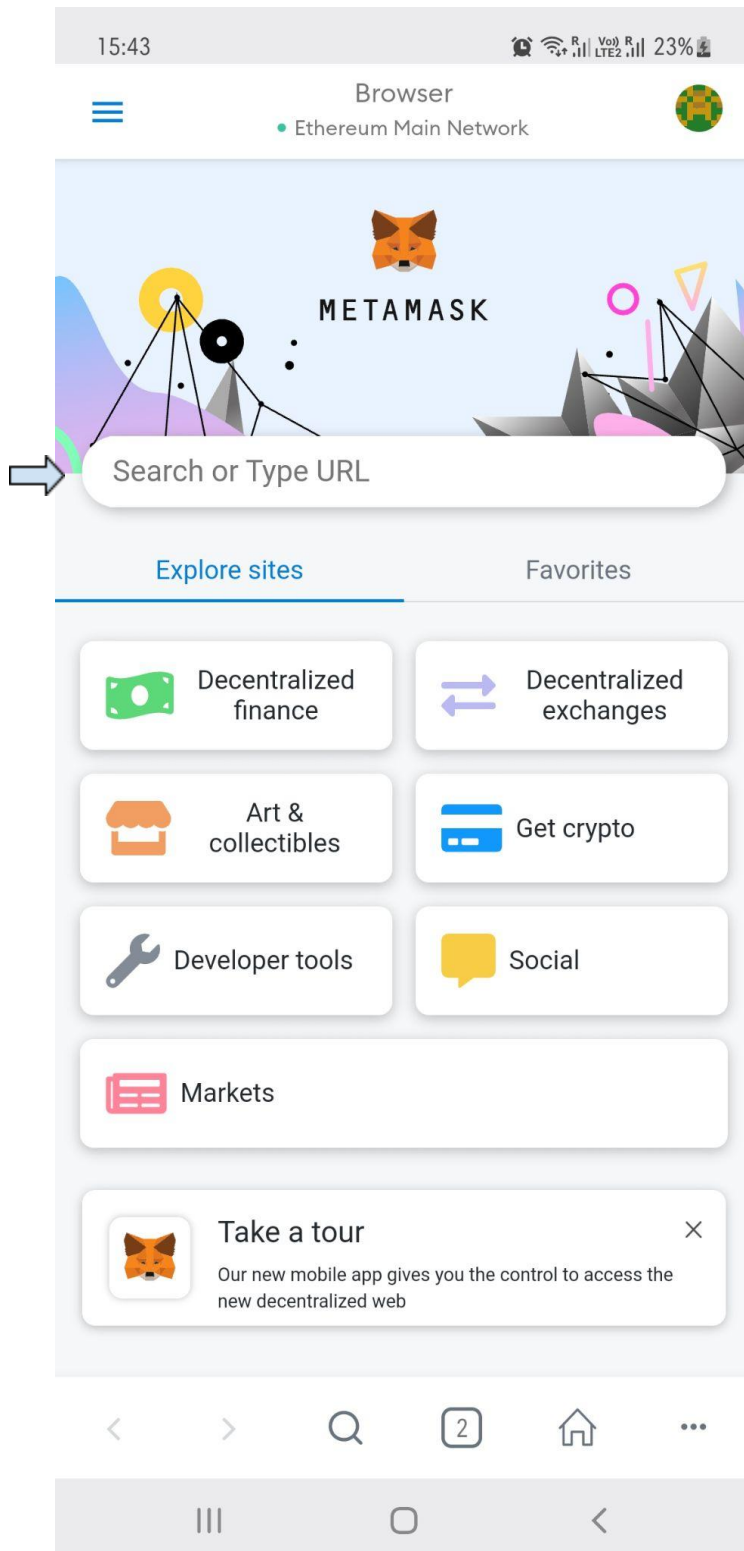 15:43
R Vo)) LTE2 R 23%
Browser
Ethereum Main Network
METAMASK
Search or Type URL
Explore sites
Favorites
Decentralized
finance
Decentralized
exchanges
Art &
collectibles
Get crypto
Developer tools
Social
Markets
Take a tour
Our new mobile app gives you the control to access the
new decentralized web
2